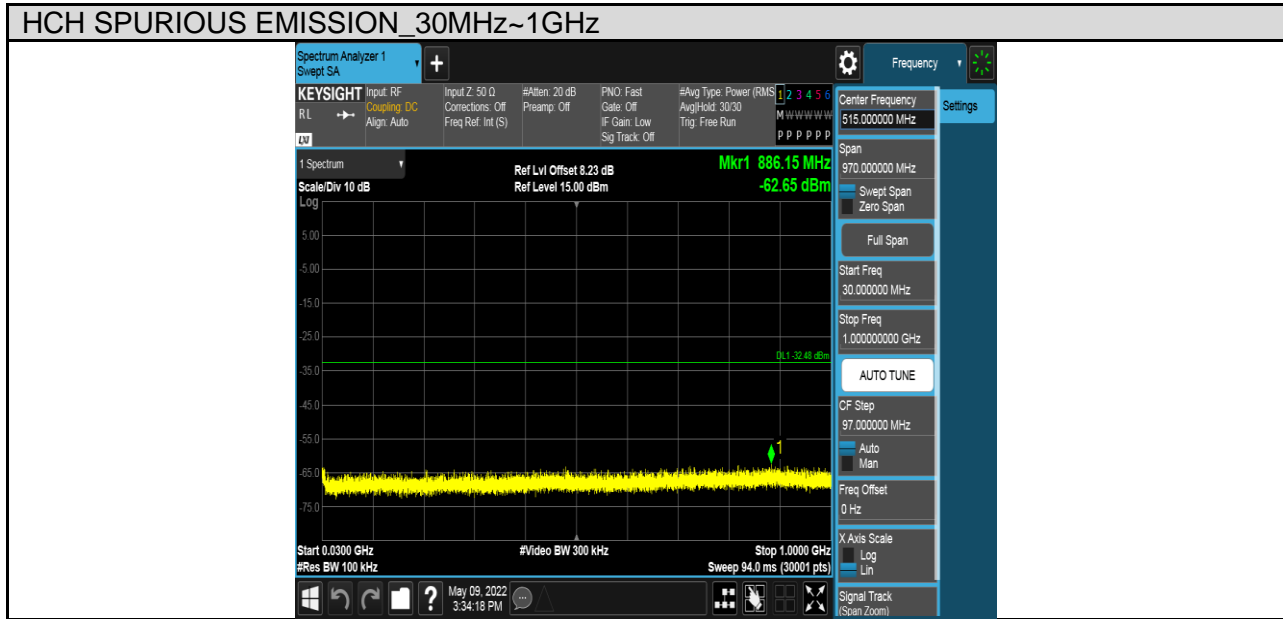 HCH SPURIOUS EMISSION_30MHz~1GHz
Spectrum Analyzer 1
Swept SA
+
Frequency
KEYSIGHT
RL
LXI
Input: RF
Coupling: DC
Align: Auto
Input Z: 50 Ω
Corrections: Off
Freq Ref: Int (S)
#Atten: 20 dB
Preamp: Off
PNO: Fast
Gate: Off
IF Gain: Low
Sig Track: Off
#Avg Type: Power (RMS
Avg|Hold: 30/30
Trig: Free Run
1 2 3 4 5 6
M W W W W W
P P P P P P
1 Spectrum
Scale/Div 10 dB
Log
Ref Lvl Offset 8.23 dB
Ref Level 15.00 dBm
Mkr1 886.15 MHz
-62.65 dBm
5.00
-5.00
-15.0
-25.0
DL1 -32.48 dBm
-35.0
-45.0
-55.0
1
-65.0
-75.0
Start 0.0300 GHz
#Res BW 100 kHz
#Video BW 300 kHz
Stop 1.0000 GHz
Sweep 94.0 ms (30001 pts)
?
May 09, 2022
3:34:18 PM
Center Frequency
515.000000 MHz
Settings
Span
970.000000 MHz
Swept Span
Zero Span
Full Span
Start Freq
30.000000 MHz
Stop Freq
1.000000000 GHz
AUTO TUNE
CF Step
97.000000 MHz
Auto
Man
Freq Offset
0 Hz
X Axis Scale
Log
Lin
Signal Track
(Span Zoom)